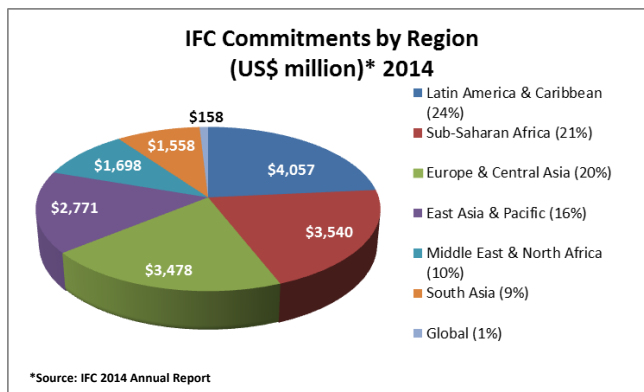 IFC Commitments by Region
(US$ million)* 2014
$158
$1,558
$1,698
$2,771
$3,478
$3,540
$4,057
Latin America & Caribbean
(24%)
Sub-Saharan Africa (21%)
Europe & Central Asia (20%)
East Asia & Pacific (16%)
Middle East & North Africa
(10%)
South Asia (9%)
Global (1%)
*Source: IFC 2014 Annual Report